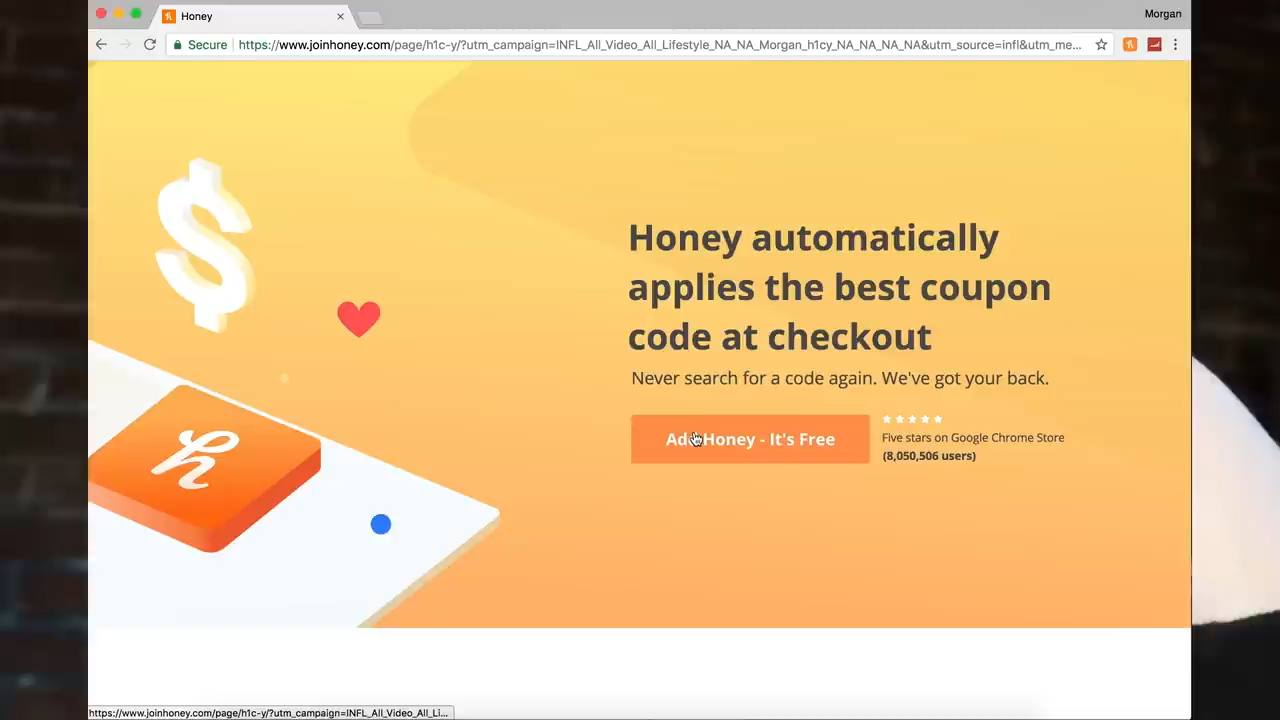 Honey
Morgan
Secure
https://www.joinhoney.com/page/h1c-y/?utm_campaign=INFL_All_Video_All_Lifestyle_NA_NA_Morgan_h1cy_NA_NA_NA_NA&utm_source=infl&utm_me...
Honey automatically
applies the best coupon
code at checkout
Never search for a code again. We've got your back.
Add Honey - It's Free
Five stars on Google Chrome Store
(8,050,506 users)
h
https://www.joinhoney.com/page/h1c-y/?utm_campaign=INFL_All_Video_All_Li...